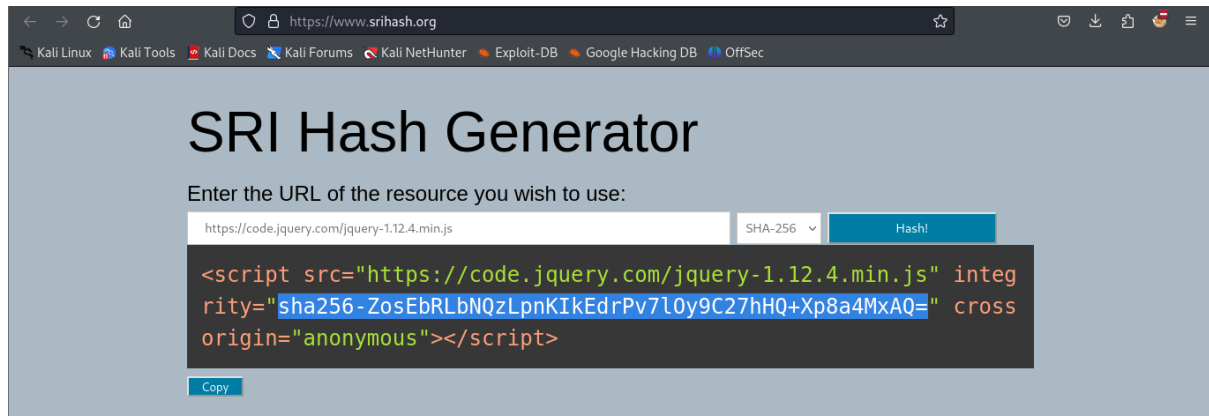 https://www.srihash.org
Kali Linux Kali Tools Kali Docs Kali Forums Kali NetHunter Exploit-DB Google Hacking DB OffSec
SRI Hash Generator
Enter the URL of the resource you wish to use:
https://code.jquery.com/jquery-1.12.4.min.js SHA-256 Hash!
<script src="https://code.jquery.com/jquery-1.12.4.min.js" integ
rity="sha256-ZosEbRLbNQzLpnKIkEdrPv7lOy9C27hHQ+Xp8a4MxAQ=" cross
origin="anonymous"></script>
Copy